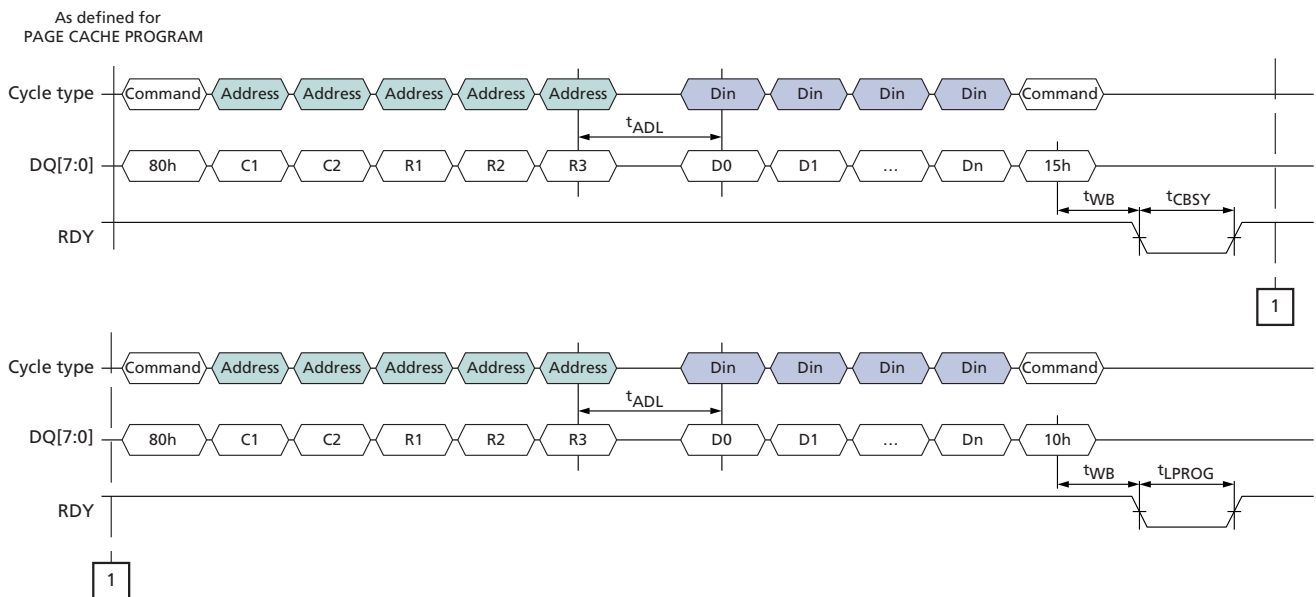 As defined for
PAGE CACHE PROGRAM
Cycle type Command Address Address Address Address Address Din Din Din Din Command
tADL
DQ[7:0] 80h C1 C2 R1 R2 R3 D0 D1 … Dn 15h
tWB tCBSY
RDY
1
Cycle type Command Address Address Address Address Address Din Din Din Din Command
tADL
DQ[7:0] 80h C1 C2 R1 R2 R3 D0 D1 … Dn 10h
tWB tLPROG
RDY
1